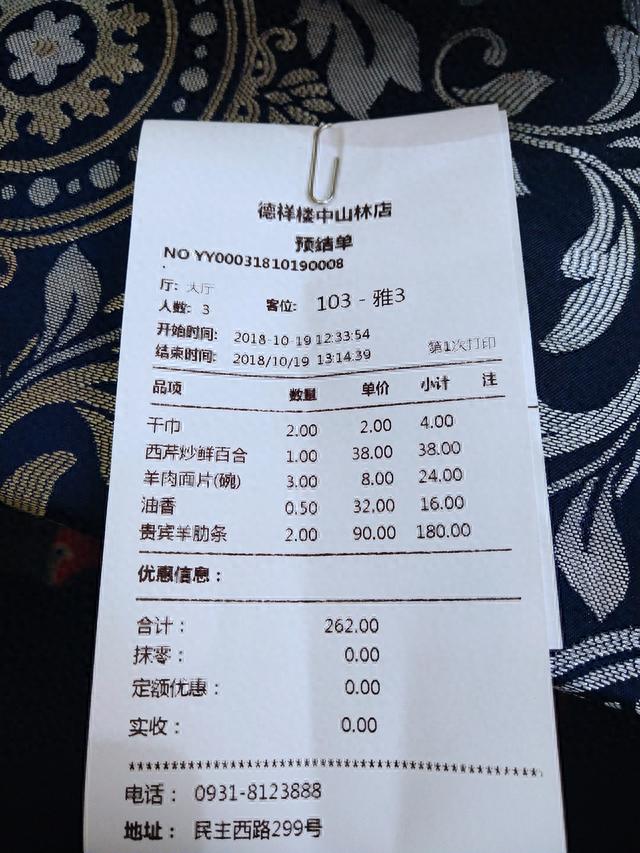 德祥楼中山林店
预结单
NO YY00031810190008
厅: 大厅
人数: 3 客位: 103 - 雅3
开始时间: 2018-10-19 12:33:54
结束时间: 2018/10/19 13:14:39 第1次打印
品项 数量 单价 小计 注
干巾 2.00 2.00 4.00
西芹炒鲜百合 1.00 38.00 38.00
羊肉面片(碗) 3.00 8.00 24.00
油香 0.50 32.00 16.00
贵宾羊肋条 2.00 90.00 180.00
优惠信息：
合计： 262.00
抹零： 0.00
定额优惠： 0.00
实收： 0.00
电话： 0931-8123888
地址： 民主西路299号